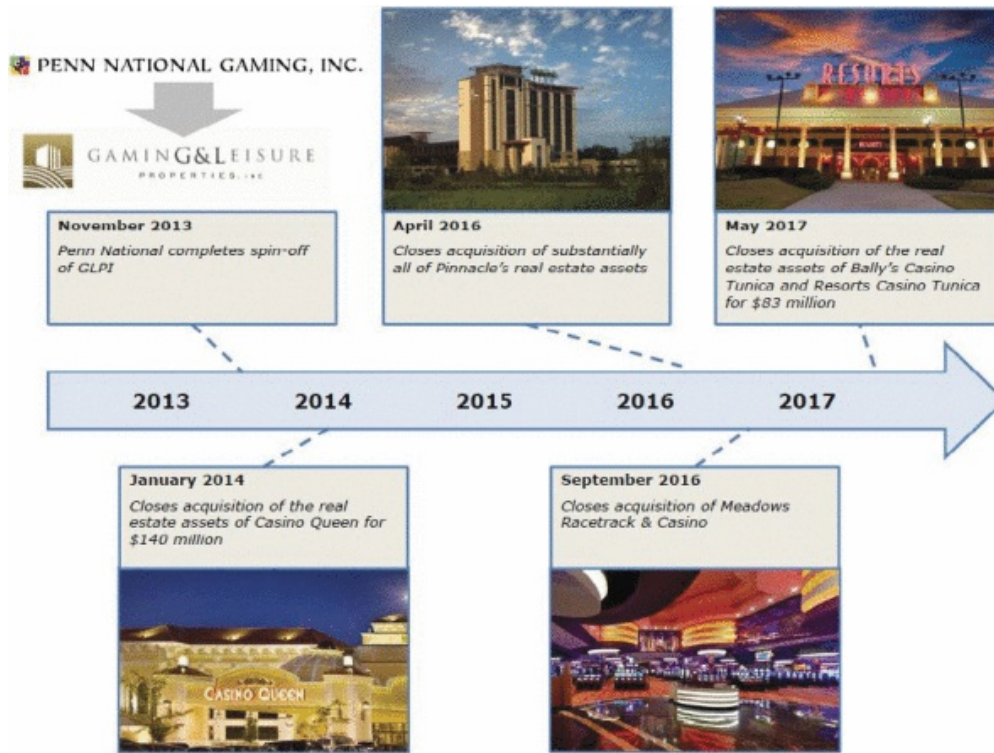 PENN NATIONAL GAMING, INC.
GAMING&LEISURE
PROPERTIES, INC
November 2013
Penn National completes spin-off
of GLPI
April 2016
Closes acquisition of substantially
all of Pinnacle's real estate assets
RESORTS
May 2017
Closes acquisition of the real
estate assets of Bally's Casino
Tunica and Resorts Casino Tunica
for $83 million
2013
2014
2015
2016
2017
January 2014
Closes acquisition of the real
estate assets of Casino Queen for
$140 million
CASINO QUEEN
September 2016
Closes acquisition of Meadows
Racetrack & Casino